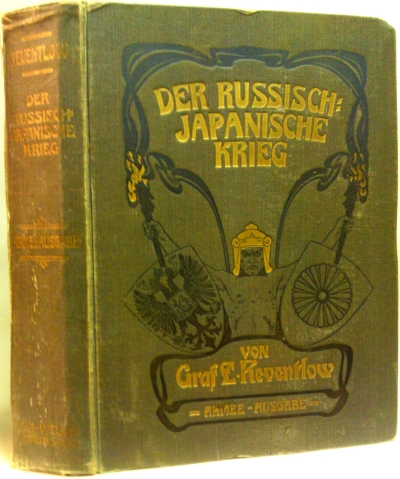 REVENTLOW
DER
RUSSISCH-
JAPANISCHE
KRIEG
DER RUSSISCH-
JAPANISCHE
KRIEG
VON
Graf E. Reventlow
ARMEE-AUSGABE